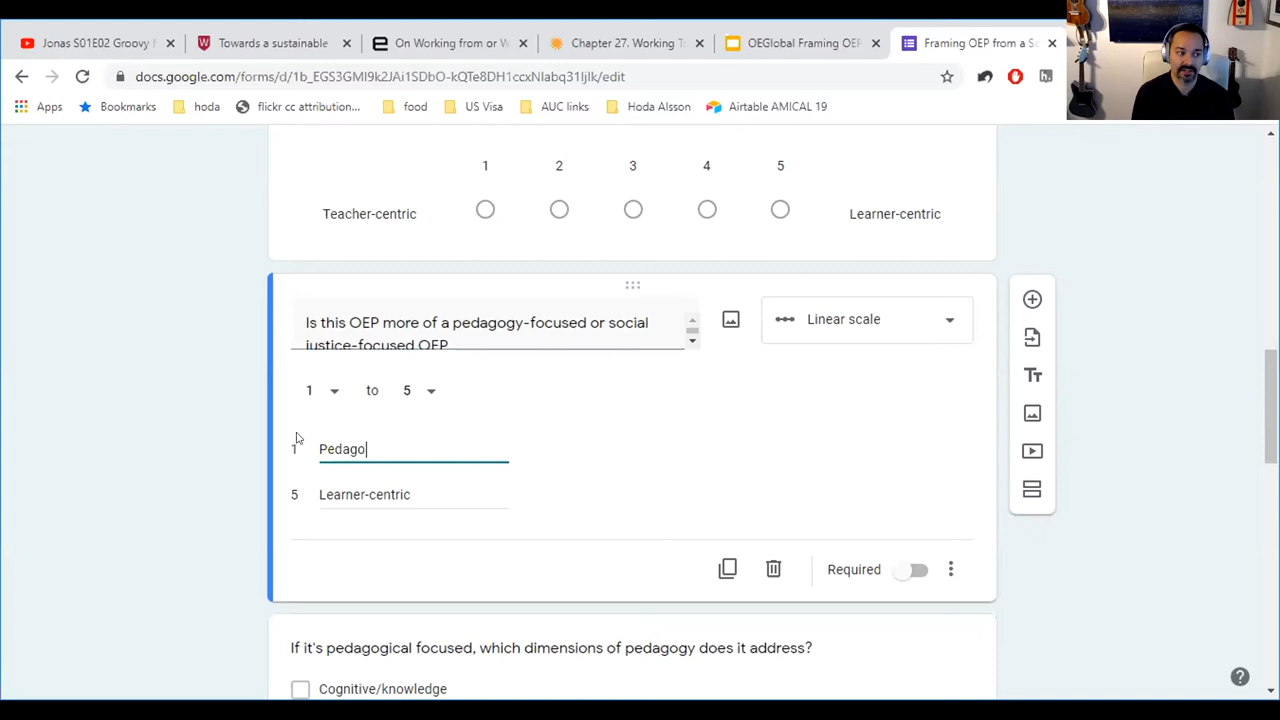 Jonas S01E02 Groovy f
Towards a sustainable
On Working from or W
Chapter 27. Working T
OEGlobal Framing OEP
Framing OEP from a So
docs.google.com/forms/d/1b_EGS3GMI9k2JAi1SDbO-kQTe8DH1ccxNIabq31ljIk/edit
Apps
Bookmarks
hoda
flickr cc attribution...
food
US Visa
AUC links
Hoda Alsson
Airtable AMICAL 19
1 2 3 4 5
Teacher-centric
Learner-centric
Is this OEP more of a pedagogy-focused or social
justice-focused OEP
Linear scale
1 to 5
1 Pedago
5 Learner-centric
Required
If it's pedagogical focused, which dimensions of pedagogy does it address?
Cognitive/knowledge